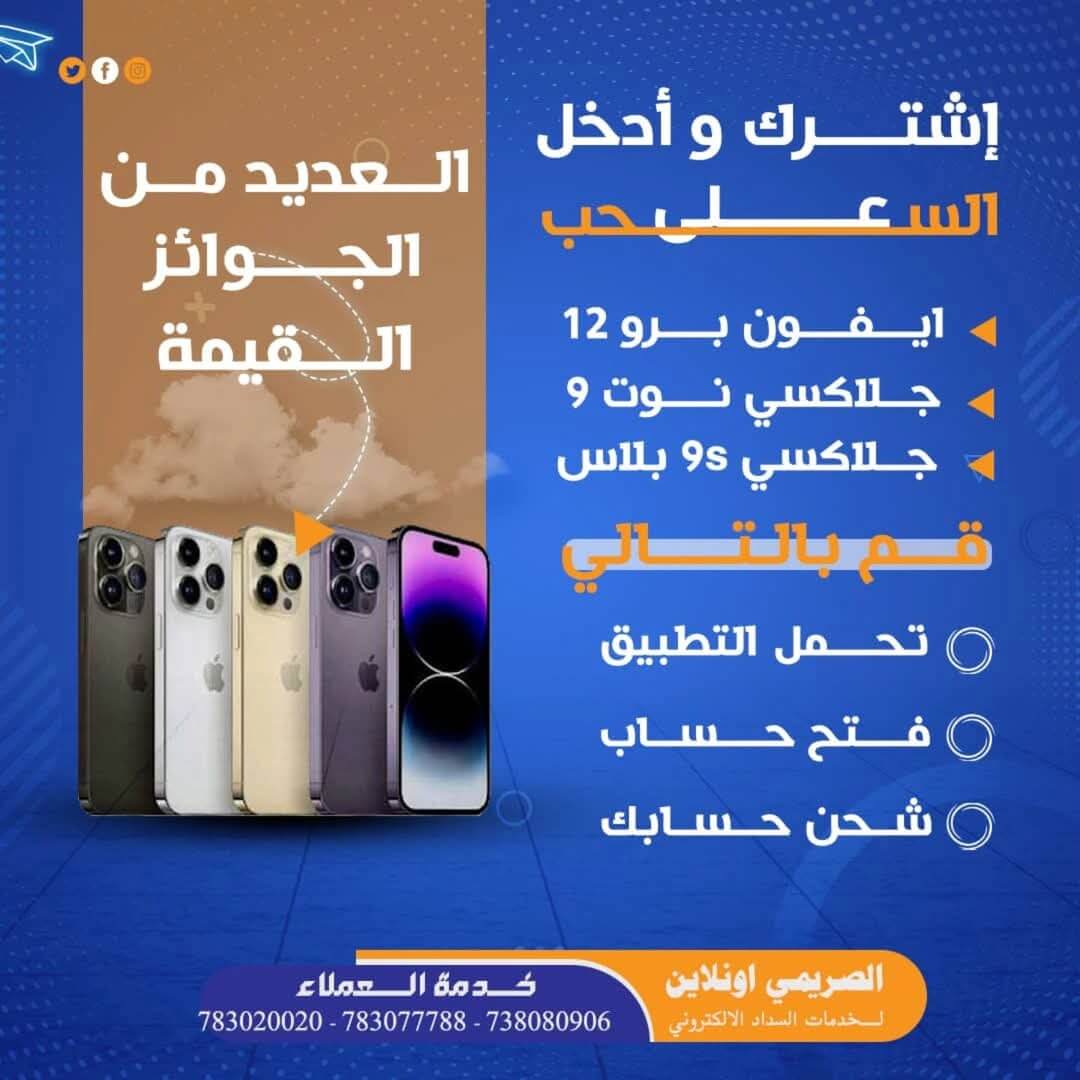 إشترك و أدخل
على السحب
ايفون برو 12
جلاكسي نوت 9
جلاكسي 9s بلاس
قم بالتالي
تحمل التطبيق
فتح حساب
شحن حسابك
العديد من
الجوائز
القيمة
الصريمي اونلاين
لخدمات السداد الالكتروني
خدمة العملاء
783020020 - 783077788 - 738080906